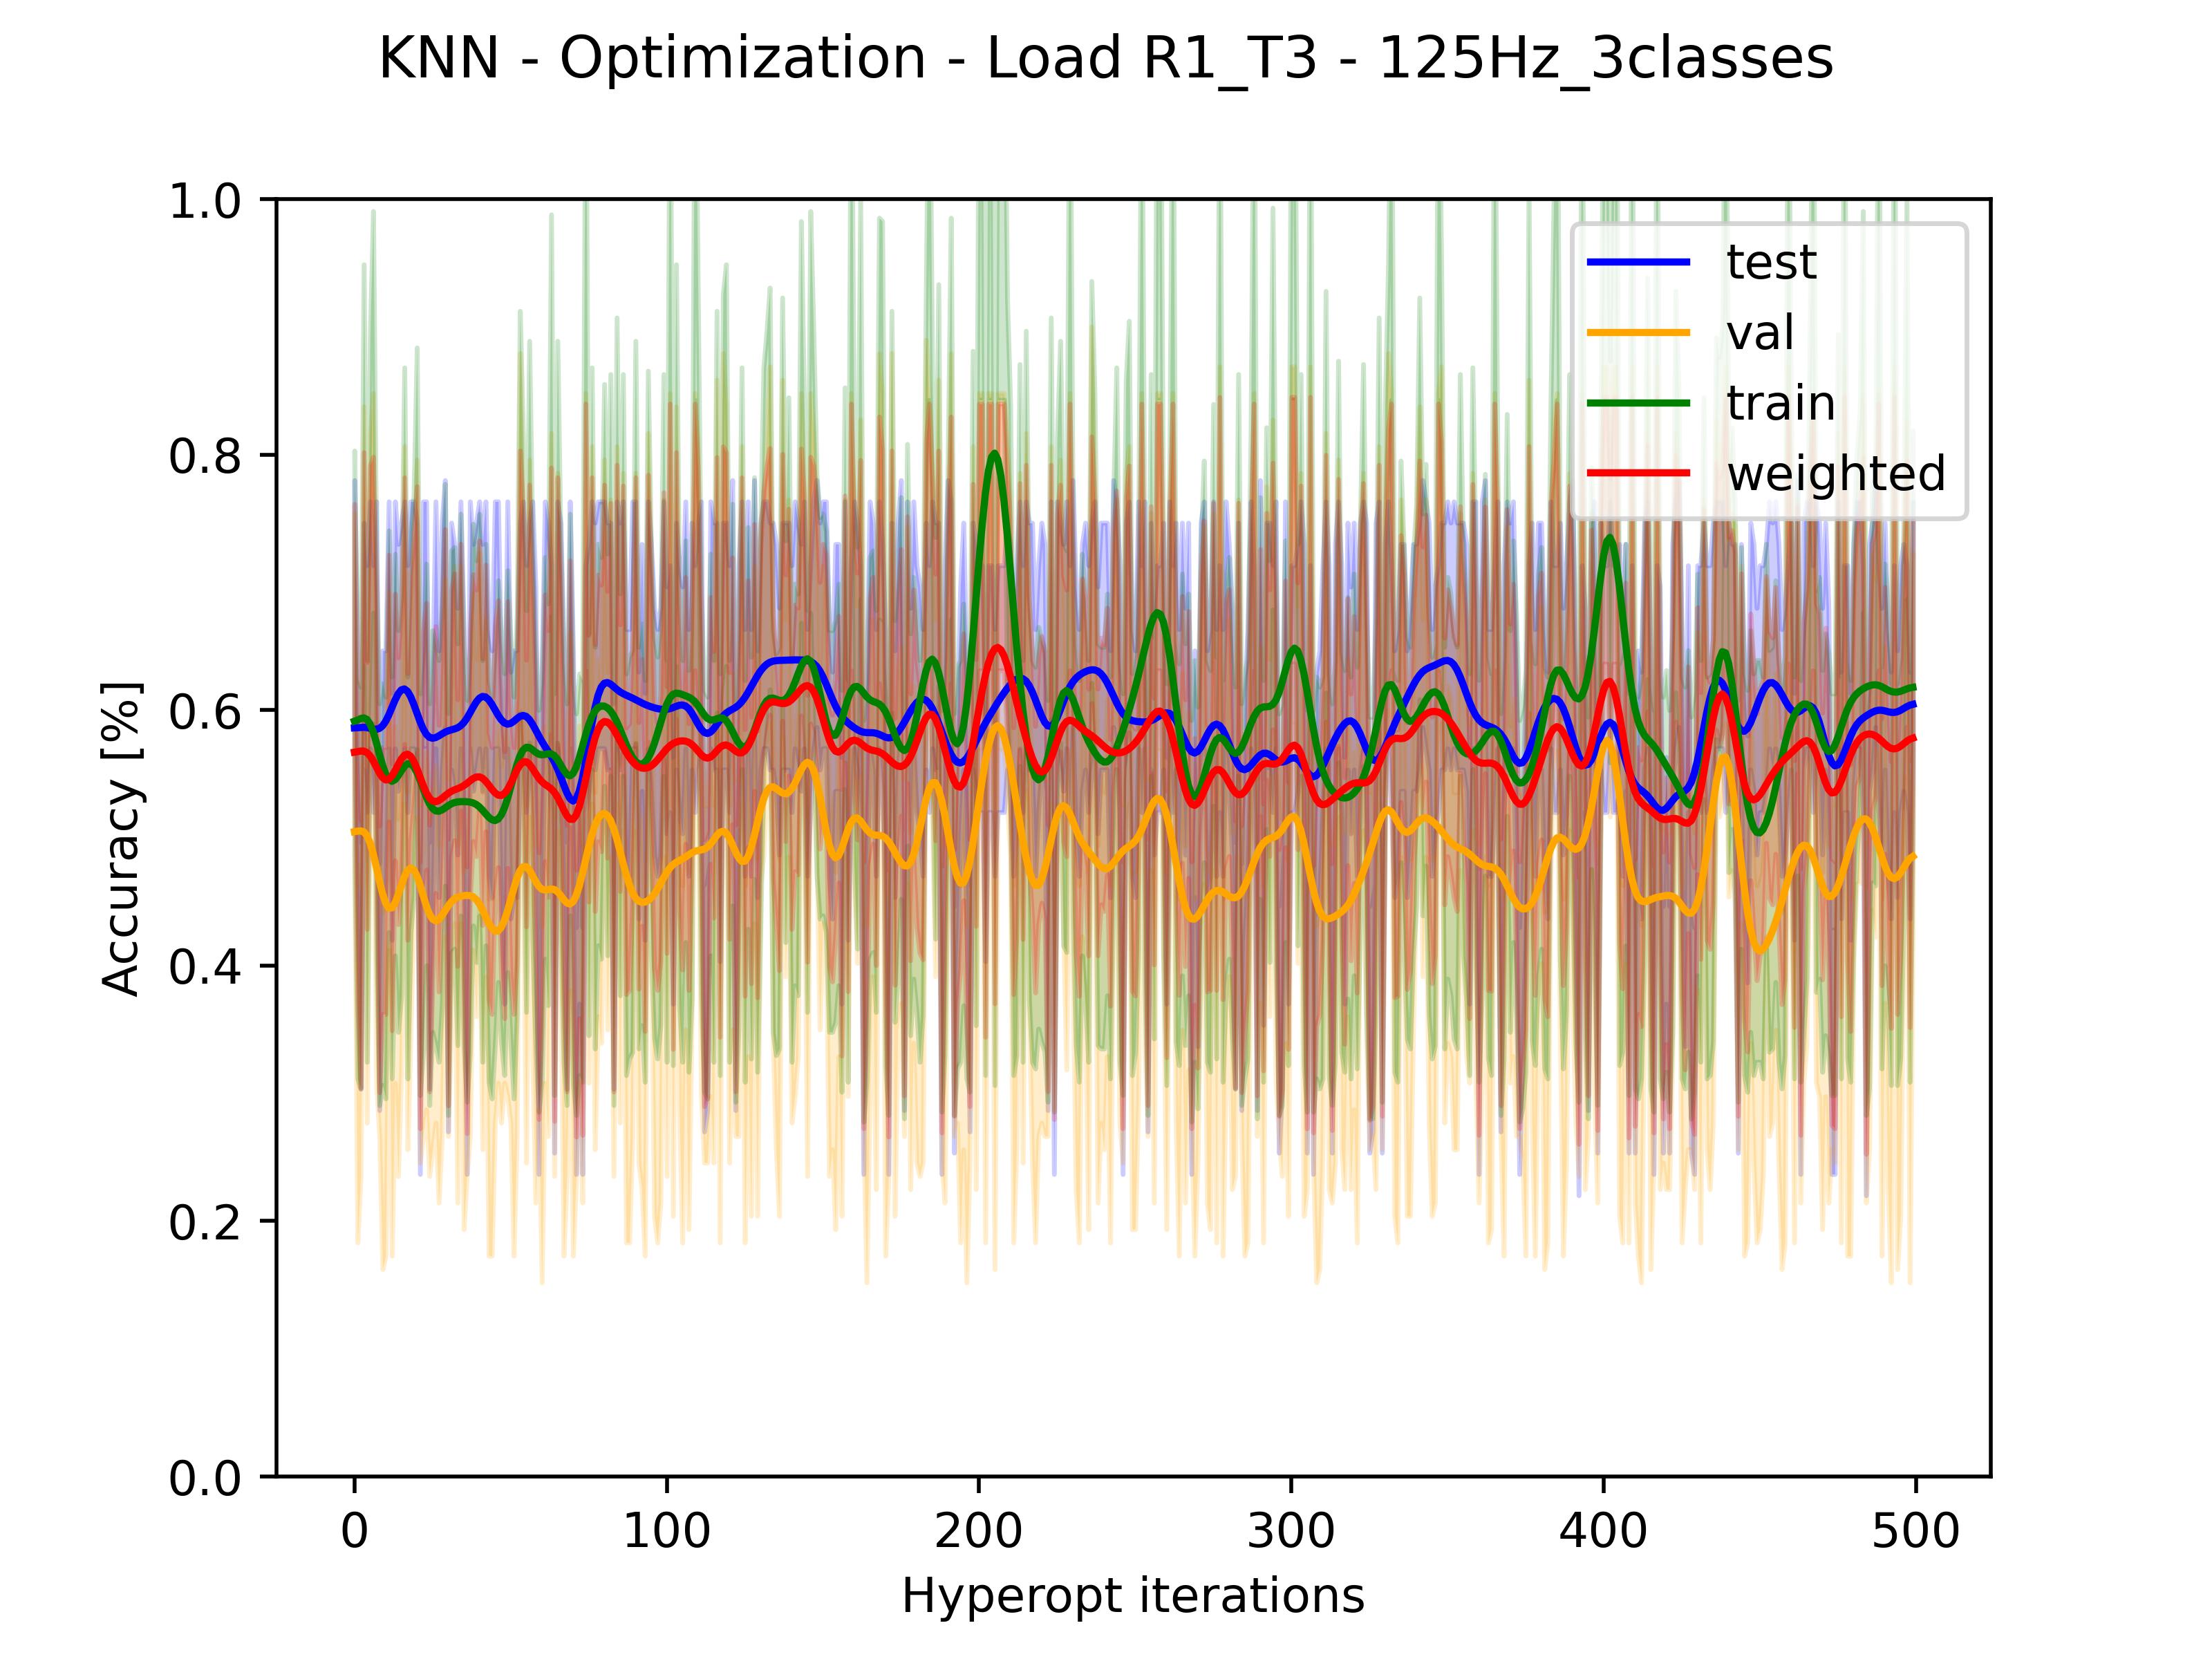 KNN - Optimization - Load R1_T3 - 125Hz_3classes
1.0
0.8
0.6
0.4
0.2
0.0
Accuracy [%]
test
val
train
weighted
0 100 200 300 400 500
Hyperopt iterations